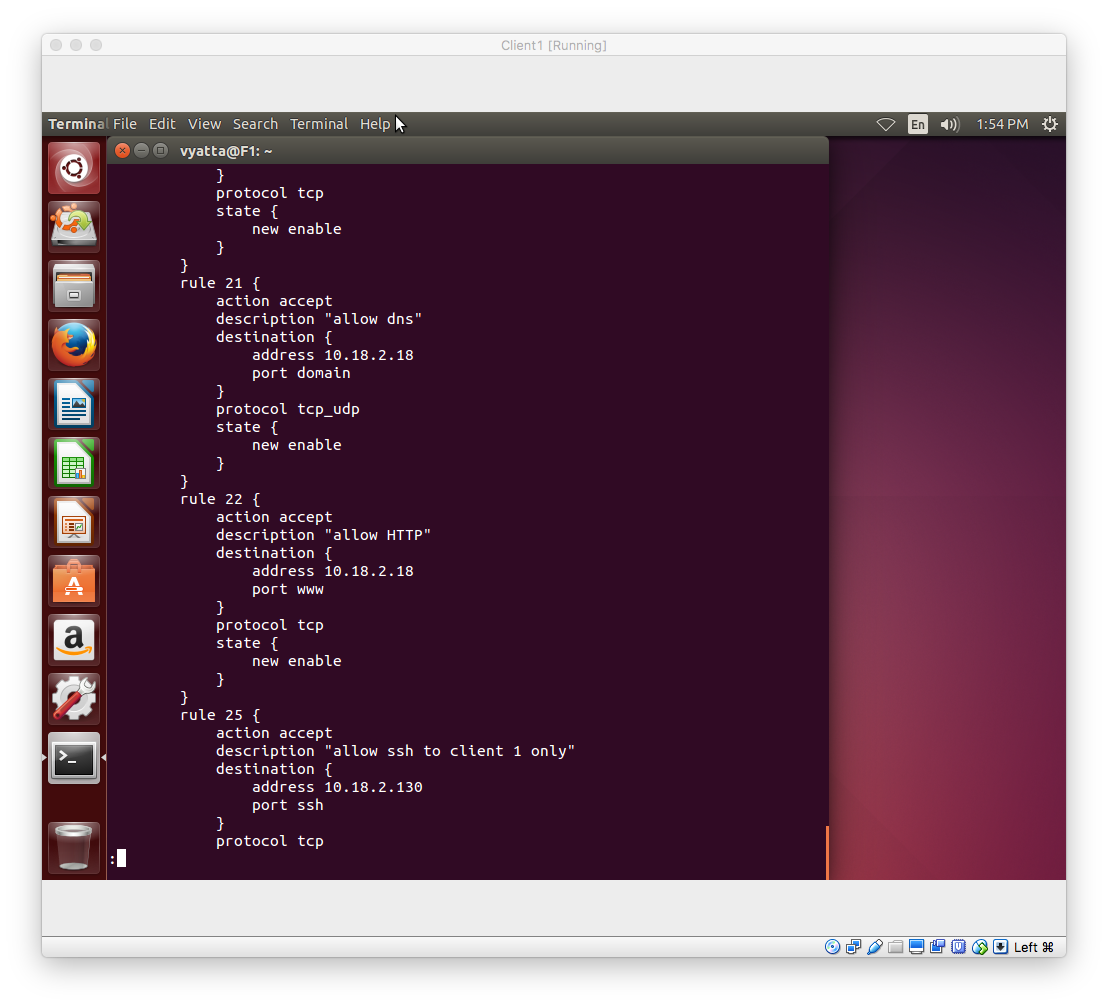 Client1 [Running]
Terminal File Edit View Search Terminal Help En 1:54 PM
vyatta@F1: ~
}
protocol tcp
state {
new enable
}
}
rule 21 {
action accept
description "allow dns"
destination {
address 10.18.2.18
port domain
}
protocol tcp_udp
state {
new enable
}
}
rule 22 {
action accept
description "allow HTTP"
destination {
address 10.18.2.18
port www
}
protocol tcp
state {
new enable
}
}
rule 25 {
action accept
description "allow ssh to client 1 only"
destination {
address 10.18.2.130
port ssh
}
protocol tcp
:
Left ⌘